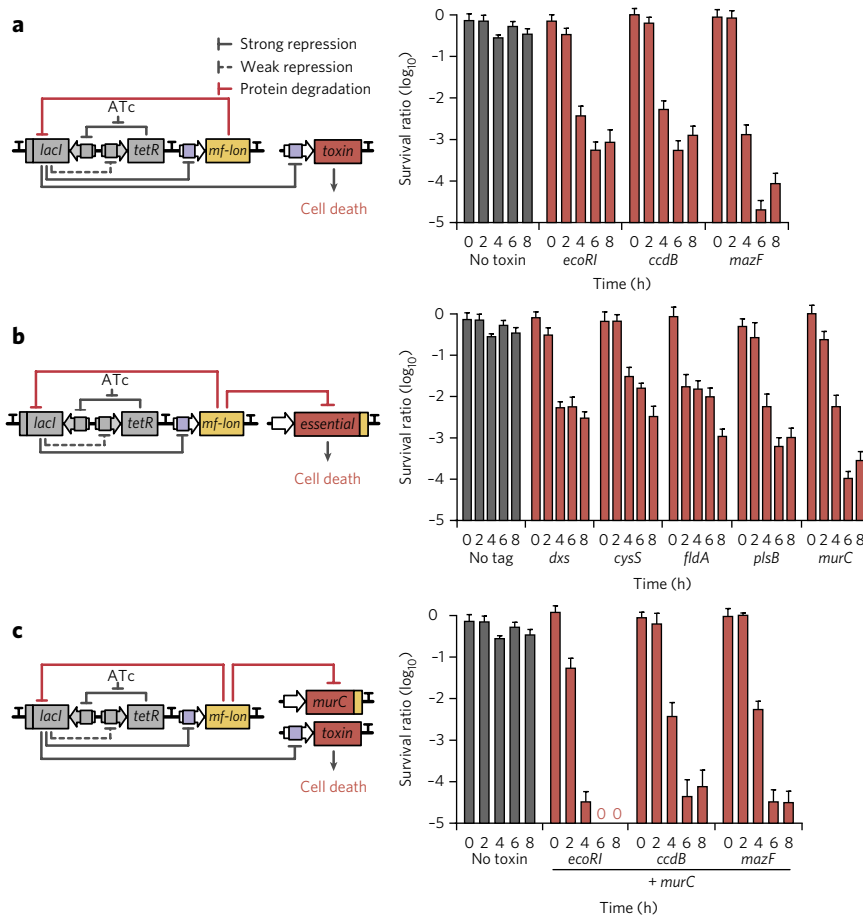 a
Strong repression
Weak repression
Protein degradation
ATc
lacI
tetR
mf-lon
toxin
Cell death
Survival ratio (log10)
0
–1
–2
–3
–4
–5
0 2 4 6 8 0 2 4 6 8 0 2 4 6 8 0 2 4 6 8
No toxin ecoRI ccdB mazF
Time (h)
b
ATc
lacI
tetR
mf-lon
essential
Cell death
Survival ratio (log10)
0
–1
–2
–3
–4
–5
0 2 4 6 8 0 2 4 6 8 0 2 4 6 8 0 2 4 6 8 0 2 4 6 8 0 2 4 6 8
No tag dxs cysS fldA plsB murC
Time (h)
c
ATc
murC
lacI
tetR
mf-lon
toxin
Cell death
Survival ratio (log10)
0
–1
–2
–3
–4
–5
0 0
0 2 4 6 8 0 2 4 6 8 0 2 4 6 8 0 2 4 6 8
No toxin ecoRI ccdB mazF
+ murC
Time (h)